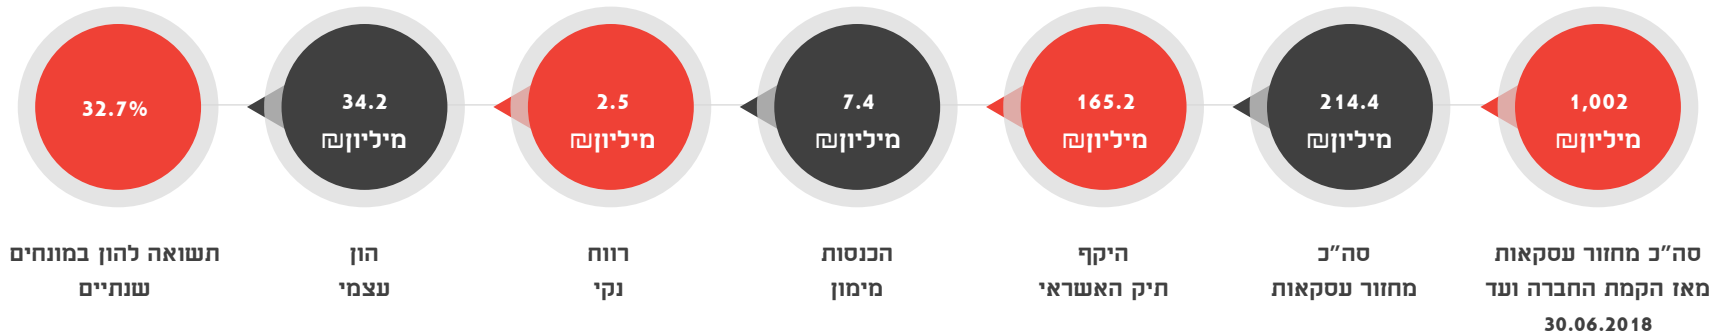 1,002
מיליון₪
סה"כ מחזור עסקאות
מאז הקמת החברה ועד
30.06.2018
214.4
מיליון₪
סה"כ
מחזור עסקאות
165.2
מיליון₪
היקף
תיק האשראי
7.4
מיליון₪
הכנסות
מימון
2.5
מיליון₪
רווח
נקי
34.2
מיליון₪
הון
עצמי
32.7%
תשואה להון במונחים
שנתיים